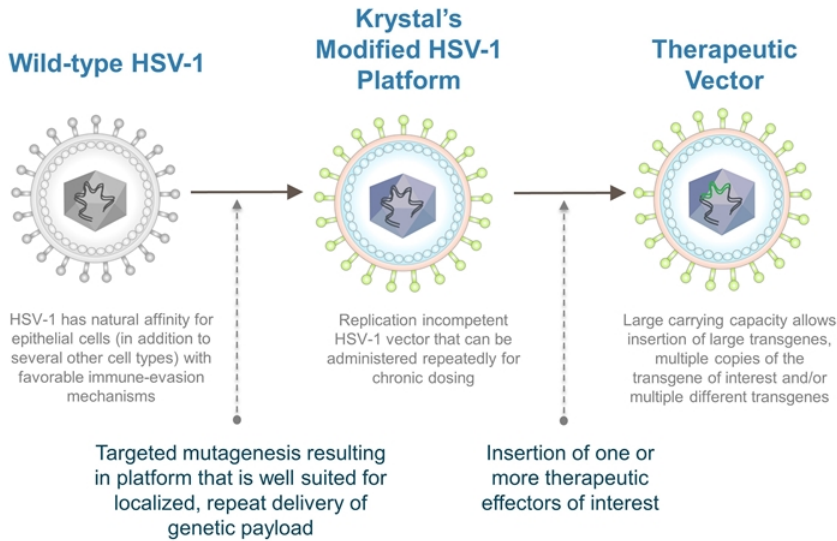 Wild-type HSV-1
Krystal's
Modified HSV-1
Platform
Therapeutic
Vector
HSV-1 has natural affinity for
epithelial cells (in addition to
several other cell types) with
favorable immune-evasion
mechanisms
Replication incompetent
HSV-1 vector that can be
administered repeatedly for
chronic dosing
Large carrying capacity allows
insertion of large transgenes,
multiple copies of the
transgene of interest and/or
multiple different transgenes
Targeted mutagenesis resulting
in platform that is well suited for
localized, repeat delivery of
genetic payload
Insertion of one or
more therapeutic
effectors of interest